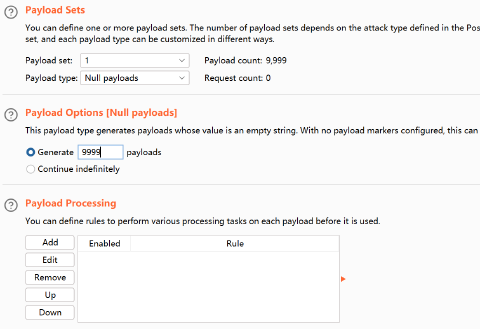 Payload Sets
You can define one or more payload sets. The number of payload sets depends on the attack type defined in the Pos
set, and each payload type can be customized in different ways.
Payload set: 1 Payload count: 9,999
Payload type: Null payloads Request count: 0
Payload Options [Null payloads]
This payload type generates payloads whose value is an empty string. With no payload markers configured, this can
Generate 9999 payloads
Continue indefinitely
Payload Processing
You can define rules to perform various processing tasks on each payload before it is used.
Add Enabled Rule
Edit
Remove
Up
Down